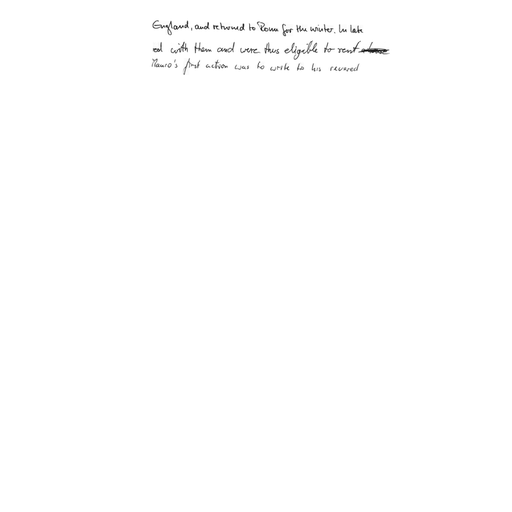 England, and returned to Rome for the winter. In late
ed with them and were thus eligible to rent
Mauro's first action was to write to his revered